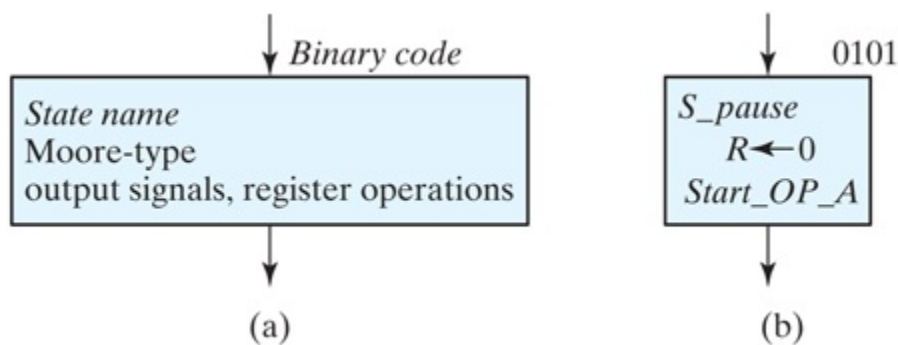 Binary code
State name
Moore-type
output signals, register operations
(a)
0101
S_pause
R←0
Start_OP_A
(b)